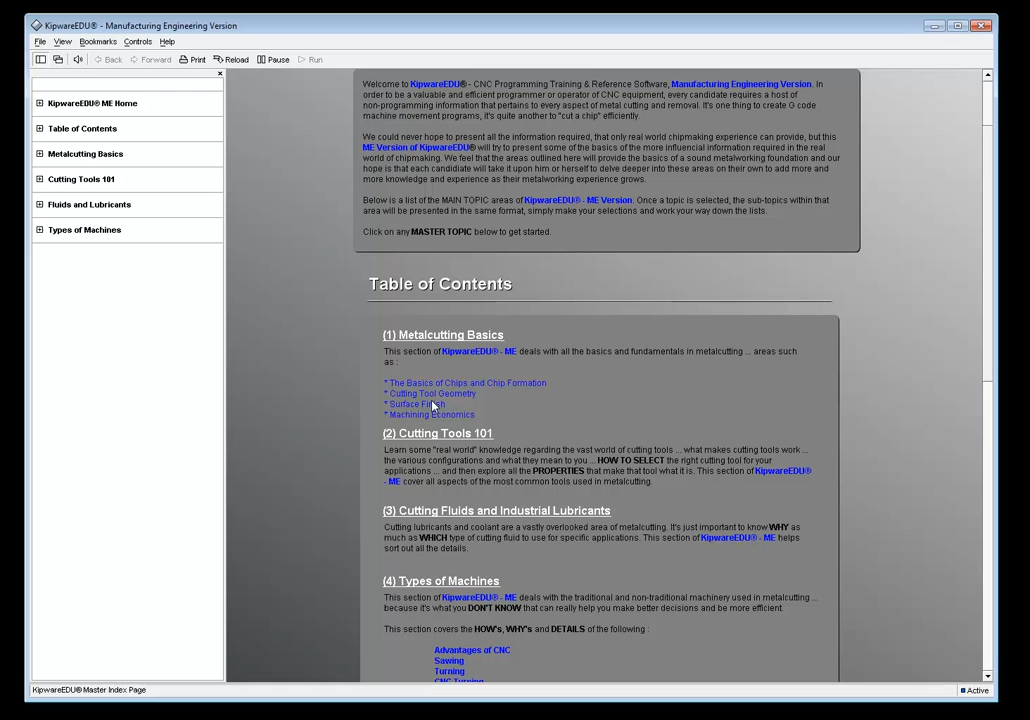 KipwareEDU® - Manufacturing Engineering Version
File View Bookmarks Controls Help
Back Forward Print Reload Pause Run
KipwareEDU® ME Home
Table of Contents
Metalcutting Basics
Cutting Tools 101
Fluids and Lubricants
Types of Machines
Welcome to KipwareEDU® - CNC Programming Training & Reference Software, Manufacturing Engineering Version. In
order to be a valuable and efficient programmer or operator of CNC equipment, every candidate requires a host of
non-programming information that pertains to every aspect of metal cutting and removal. It's one thing to create G code
machine movement programs, it's quite another to "cut a chip" efficiently.
We could never hope to present all the information required, that only real world chipmaking experience can provide, but this
ME Version of KipwareEDU® will try to present some of the basics of the more influential information required in the real
world of chipmaking. We feel that the areas outlined here will provide the basics of a sound metalworking foundation and our
hope is that each candidate will take it upon him or herself to delve deeper into these areas on their own to add more and
more knowledge and experience as their metalworking experience grows.
Below is a list of the MAIN TOPIC areas of KipwareEDU® - ME Version. Once a topic is selected, the sub-topics within that
area will be presented in the same format, simply make your selections and work your way down the lists.
Click on any MASTER TOPIC below to get started.
Table of Contents
(1) Metalcutting Basics
This section of KipwareEDU® - ME deals with all the basics and fundamentals in metalcutting ... areas such
as :
* The Basics of Chips and Chip Formation
* Cutting Tool Geometry
* Surface Finish
* Machining Economics
(2) Cutting Tools 101
Learn some "real world" knowledge regarding the vast world of cutting tools ... what makes cutting tools work ...
the various configurations and what they mean to you ... HOW TO SELECT the right cutting tool for your
applications ... and then explore all the PROPERTIES that make that tool what it is. This section of KipwareEDU®
- ME cover all aspects of the most common tools used in metalcutting.
(3) Cutting Fluids and Industrial Lubricants
Cutting lubricants and coolant are a vastly overlooked area of metalcutting. It's just important to know WHY as
much as WHICH type of cutting fluid to use for specific applications. This section of KipwareEDU® - ME helps
sort out all the details.
(4) Types of Machines
This section of KipwareEDU® - ME deals with the traditional and non-traditional machinery used in metalcutting ...
because it's what you DON'T KNOW that can really help you make better decisions and be more efficient.
This section covers the HOW's, WHY's and DETAILS of the following :
Advantages of CNC
Sawing
Turning
CNC Turning
KipwareEDU® Master Index Page
Active